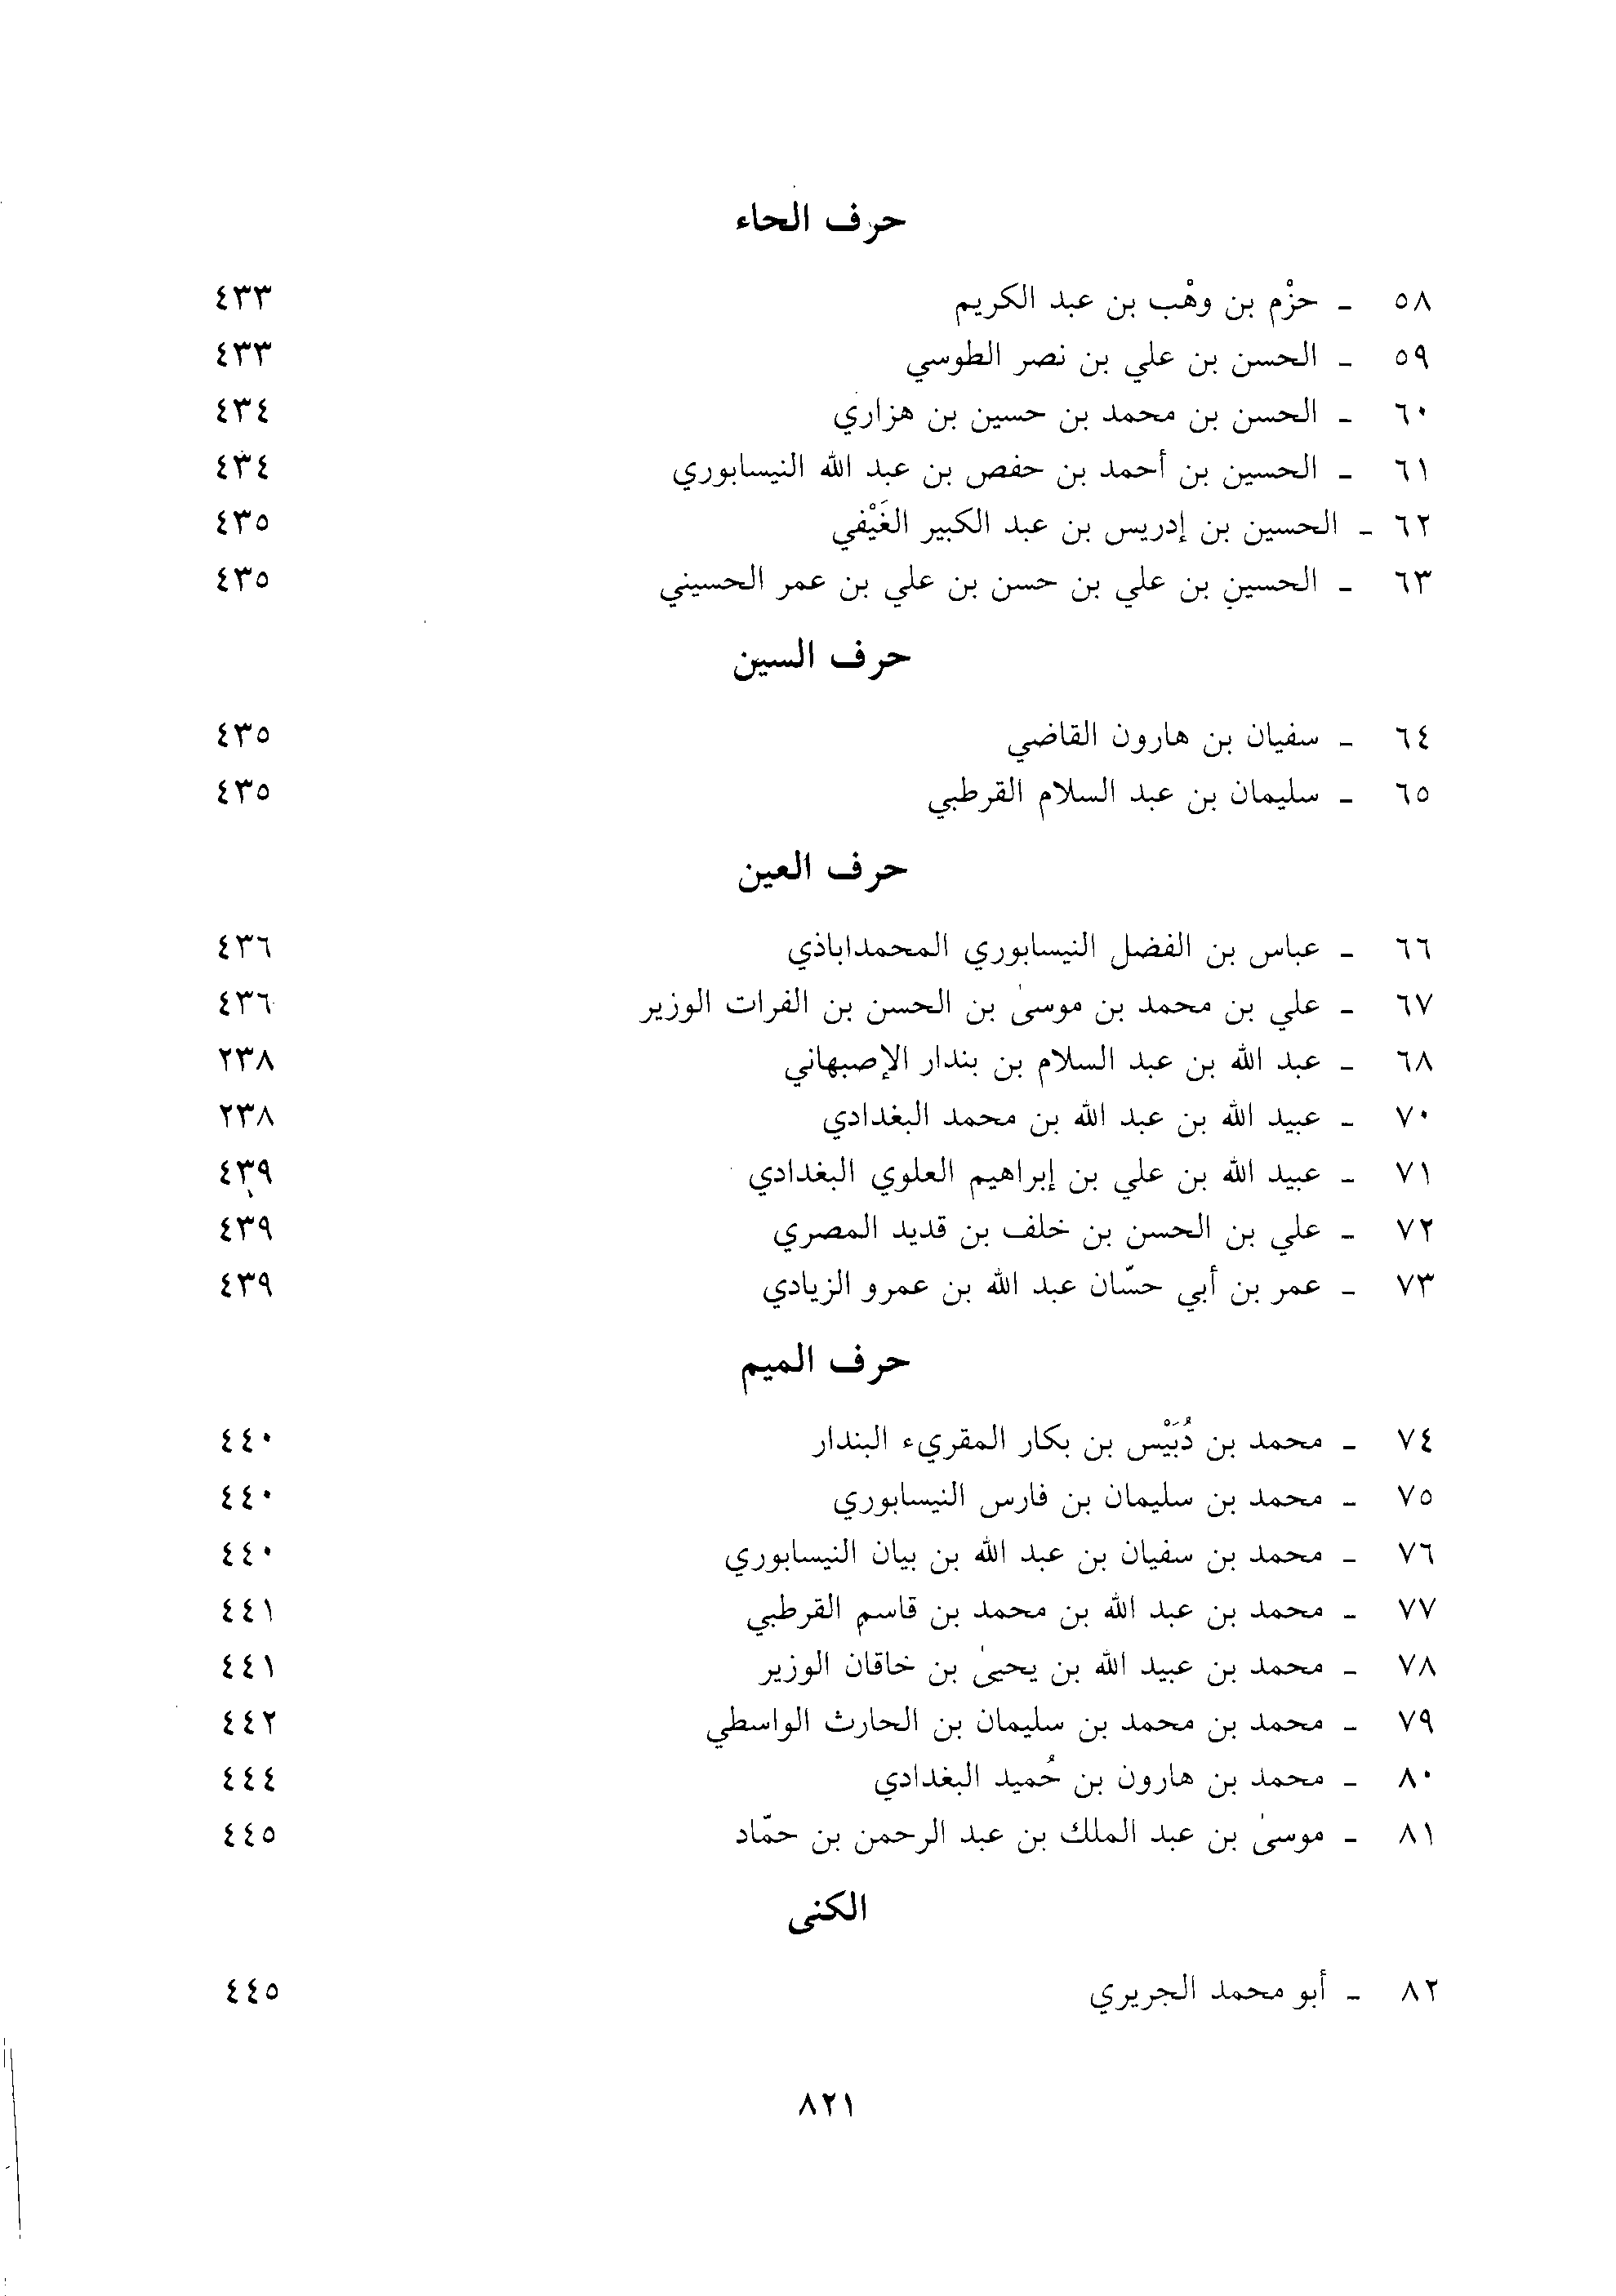 حرف الحاء
٥٨ - حزْم بن وهْب بن عبد الكريم ٤٣٣
٥٩ - الحسن بن علي بن نصر الطوسي ٤٣٣
٦٠ - الحسن بن محمد بن حسين بن هزاري ٤٣٤
٦١ - الحسين بن أحمد بن حفص بن عبد الله النيسابوري ٤٣٤
٦٢ - الحسين بن إدريس بن عبد الكبير الغَيْفي ٤٣٥
٦٣ - الحسين بن علي بن حسن بن علي بن عمر الحسيني ٤٣٥
حرف السين
٦٤ - سفيان بن هارون القاضي ٤٣٥
٦٥ - سليمان بن عبد السلام القرطبي ٤٣٥
حرف العين
٦٦ - عباس بن الفضل النيسابوري المحمداباذي ٤٣٦
٦٧ - علي بن محمد بن موسىٰ بن الحسن بن الفرات الوزير ٤٣٦
٦٨ - عبد الله بن عبد السلام بن بندار الإصبهاني ٢٣٨
٧٠ - عبيد الله بن عبد الله بن محمد البغدادي ٢٣٨
٧١ - عبيد الله بن علي بن إبراهيم العلوي البغدادي ٤٣٩
٧٢ - علي بن الحسن بن خلف بن قديد المصري ٤٣٩
٧٣ - عمر بن أبي حسّان عبد الله بن عمرو الزيادي ٤٣٩
حرف الميم
٧٤ - محمد بن دُبَيْس بن بكار المقريء البندار ٤٤٠
٧٥ - محمد بن سليمان بن فارس النيسابوري ٤٤٠
٧٦ - محمد بن سفيان بن عبد الله بن بيان النيسابوري ٤٤٠
٧٧ - محمد بن عبد الله بن محمد بن قاسم القرطبي ٤٤١
٧٨ - محمد بن عبيد الله بن يحيىٰ بن خاقان الوزير ٤٤١
٧٩ - محمد بن محمد بن سليمان بن الحارث الواسطي ٤٤٢
٨٠ - محمد بن هارون بن حُميد البغدادي ٤٤٤
٨١ - موسىٰ بن عبد الملك بن عبد الرحمن بن حمّاد ٤٤٥
الكنى
٨٢ - أبو محمد الجريري ٤٤٥
٨٢١